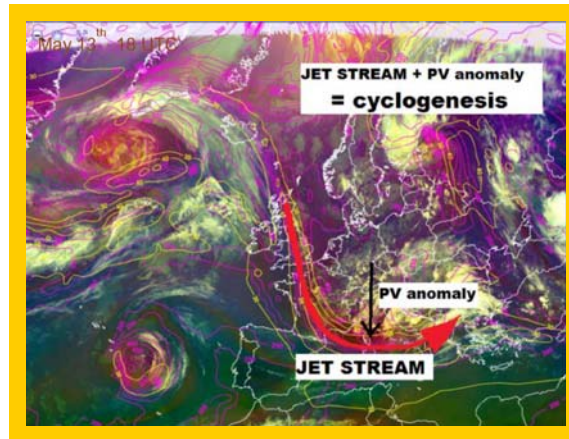 May 13th 18 UTC
JET STREAM + PV anomaly
= cyclogenesis
PV anomaly
JET STREAM